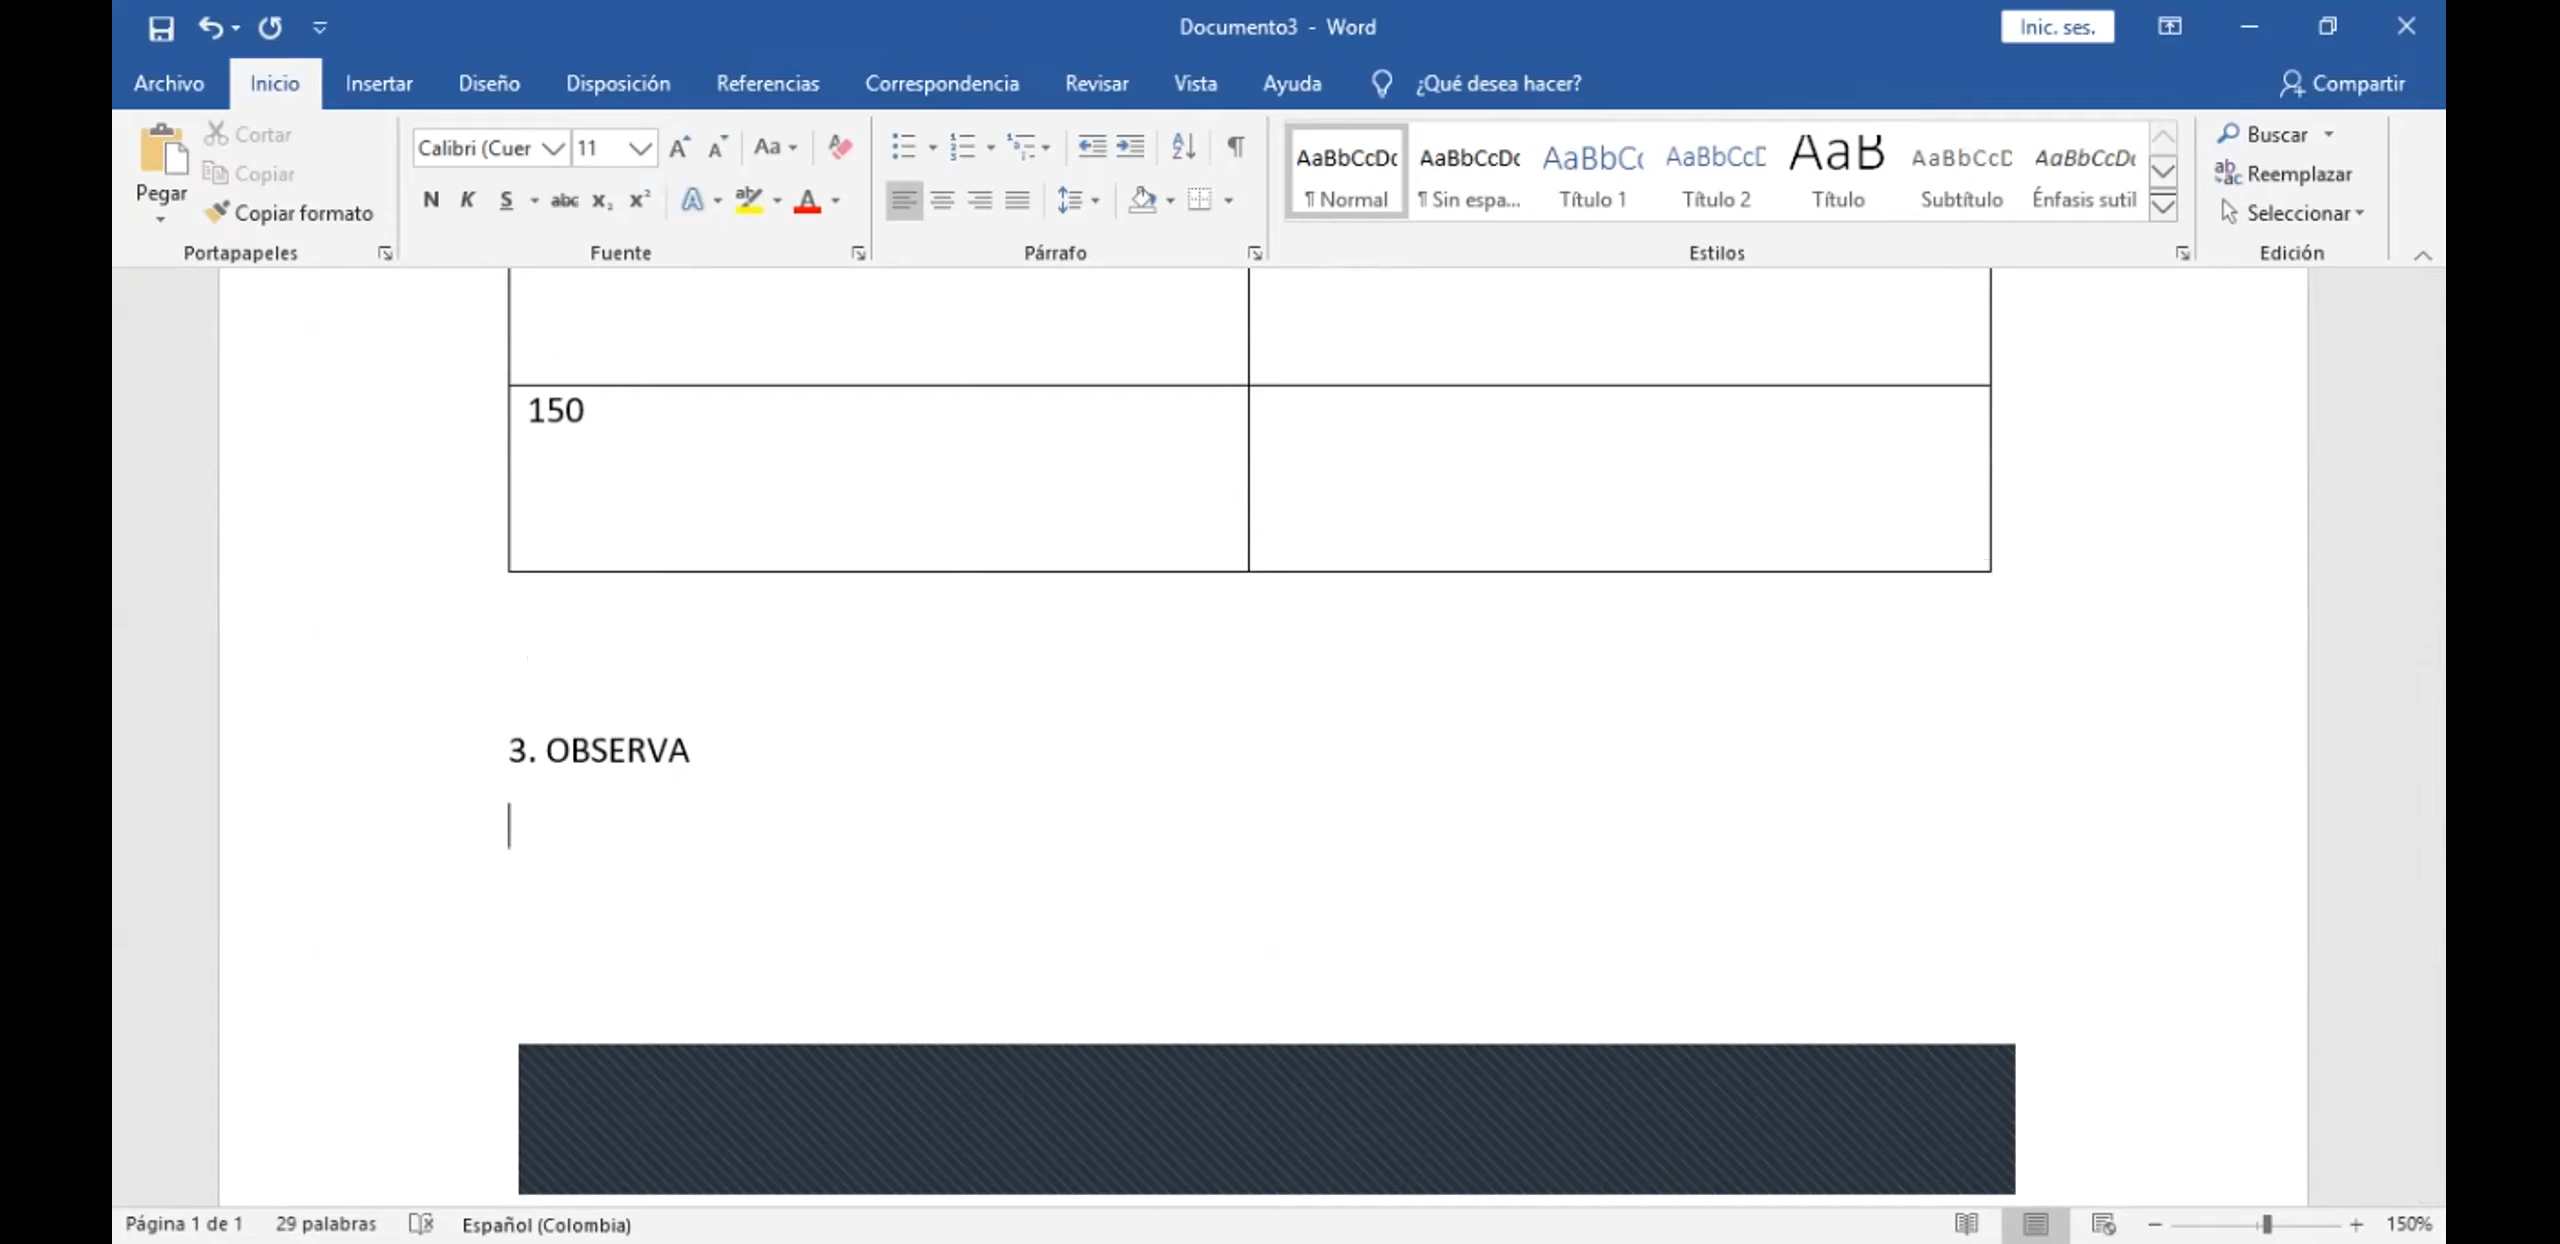 Documento3 - Word
Inic. ses.
Archivo Inicio Insertar Diseño Disposición Referencias Correspondencia Revisar Vista Ayuda ¿Qué desea hacer? Compartir
Pegar
Cortar
Copiar
Copiar formato
Portapapeles
Calibri (Cuer 11
Aa
N K S abc x₂ x²
Fuente
Párrafo
AaBbCcDc AaBbCcDc AaBbCc AaBbCcD AaB AaBbCcD AaBbCcDc
¶ Normal ¶ Sin espa... Título 1 Título 2 Título Subtítulo Énfasis sutil
Estilos
Buscar
Reemplazar
Seleccionar
Edición
150
3. OBSERVA
Página 1 de 1 29 palabras Español (Colombia) 150%